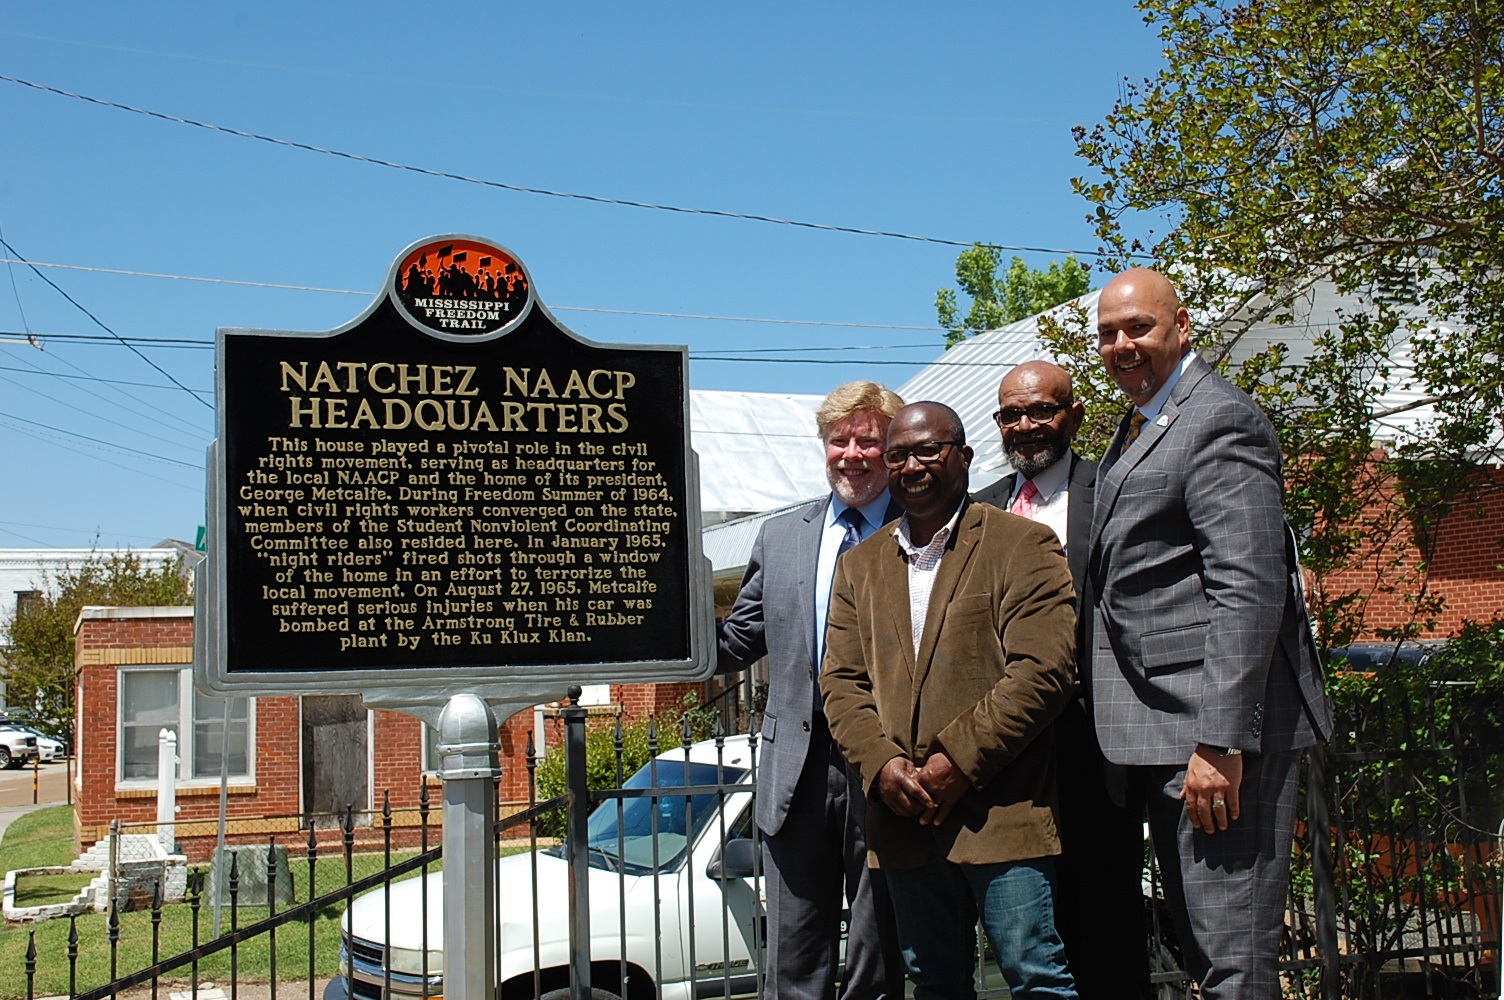 MISSISSIPPI
FREEDOM
TRAIL
NATCHEZ NAACP
HEADQUARTERS
This house played a pivotal role in the civil
rights movement, serving as headquarters for
the local NAACP and the home of its president,
George Metcalfe. During Freedom Summer of 1964,
when civil rights workers converged on the state,
members of the Student Nonviolent Coordinating
Committee also resided here. In January 1965,
“night riders” fired shots through a window
of the home in an effort to terrorize the
local movement. On August 27, 1965, Metcalfe
suffered serious injuries when his car was
bombed at the Armstrong Tire & Rubber
plant by the Ku Klux Klan.